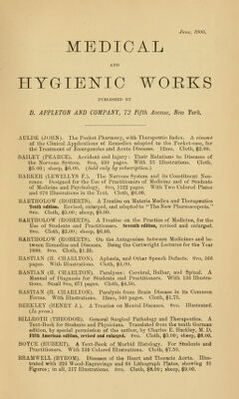 June, 1900.
MEDICAL
AND
HYGIENIC WORKS
PUBLISHED BY
D. APPLETON AND COMPANY, 72 Fifth Avenue, New York.
AULDE (JOHN). The Pocket Pharmacy, with Therapeutic Index. A résumé
of the Clinical Applications of Remedies adapted to the Pocket-case, for
the Treatment of Emergencies and Acute Diseases. 12mo. Cloth, $2.00.
BAILEY (PEARCE). Accident and Injury: Their Relations to Diseases of
the Nervous System. 8vo, 430 pages. With 55 Illustrations. Cloth,
$5.00; sheep, $6.00. (Sold only by subscription.)
BARKER (LEWELLYS F.). The Nervous System and its Constituent Neu-
rones. Designed for the Use of Practitioners of Medicine and of Students
of Medicine and Psychology. 8vo, 1122 pages. With Two Colored Plates
and 676 Illustrations in the Text. Cloth, $6.00.
BARTHOLOW (ROBERTS). A Treatise on Materia Medica and Therapeutics
Tenth edition. Revised, enlarged, and adapted to "The New Pharmacopœia."
8vo. Cloth, $5.00; sheep, $6.00.
BARTHOLOW (ROBERTS). A Treatise on the Practice of Medicine, for the
Use of Students and Practitioners. Seventh edition, revised and enlarged.
8vo. Cloth, $5.00; sheep, $6.00.
BARTHOLOW (ROBERTS). On the Antagonism between Medicines and be-
tween Remedies and Diseases. Being the Cartwright Lectures for the Year
1880. 8vo. Cloth, $1.25.
BASTIAN (H. CHARLTON). Aphasia, and Other Speech Defects. 8vo,
pages. With Illustrations. Cloth, $4.00.
BASTIAN (H. CHARLTON). Paralyses: Cerebral, Bulbar, and Spinal. A
Manual of Diagnosis for Students and Practitioners. With 136 Illustra-
tions. Small 8vo, 671 pages. Cloth, $4.50.
BASTIAN (H. CHARLTON). Paralysis from Brain Disease in its Common
Forms. With Illustrations. 12mo, 340 pages. Cloth, $1.75.
BERKLEY (HENRY J.). A Treatise on Mental Diseases. 8vo. Illustrated.
(In press.)
BILLROTH (THEODOR). General Surgical Pathology and Therapeutics. A
Text-Book for Students and Physicians. Translated from the tenth German
edition, by special permission of the author, by Charles E. Hackley, M. D.
Fifth American edition, revised and enlarged. 8vo. Cloth, $5.00; sheep, $6.00.
BOYCE (RUBERT). A Text-Book of Morbid Histology. For Students and
Practitioners. With 130 Colored Illustrations. Cloth, $7.50.
BRAMWELL (BYROM). Diseases of the Heart and Thoracic Aorta. Illus-
trated with 226 Wood-Engravings and 68 Lithograph Plates, showing 91
Figures; in all, 317 Illustrations. 8vo. Cloth, $8.00; sheep, $9.00.